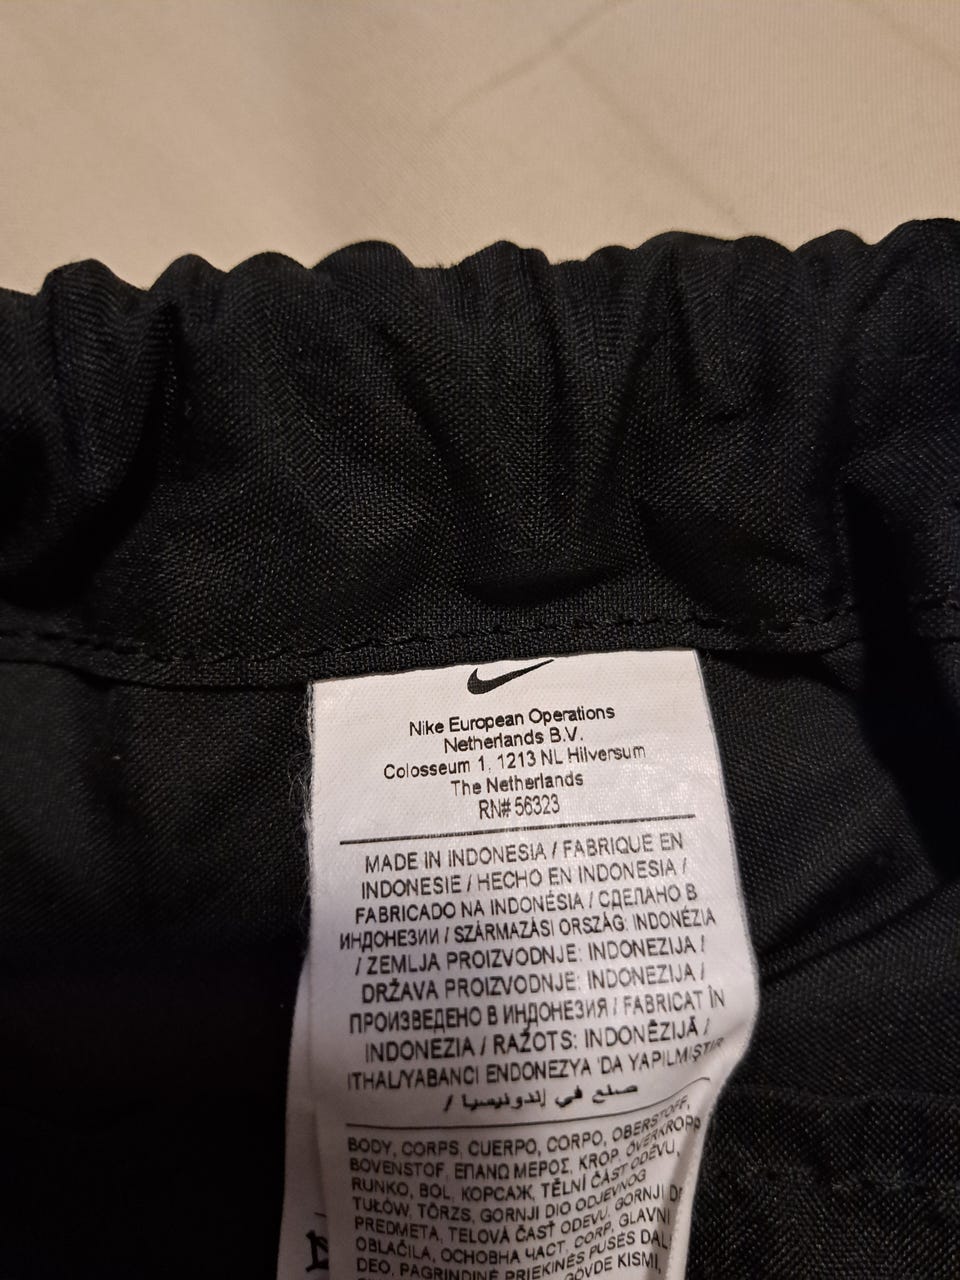 Nike European Operations
Netherlands B.V.
Colosseum 1, 1213 NL Hilversum
The Netherlands
RN# 56323
MADE IN INDONESIA / FABRIQUE EN
INDONESIE / HECHO EN INDONESIA /
FABRICADO NA INDONÉSIA / СДЕЛАНО В
ИНДОНЕЗИИ / SZÁRMAZÁSI ORSZÁG: INDONÉZIA
/ ZEMLJA PROIZVODNJE: INDONEZIJA /
DRŽAVA PROIZVODNJE: INDONEZIJA /
ПРОИЗВЕДЕНО В ИНДОНЕЗИЯ / FABRICAT ÎN
INDONEZIA / RAŽOTS: INDONĒZIJĀ /
ITHAL/YABANCI ENDONEZYA 'DA YAPILMIŞTIR
/ صنع في إندونيسيا
BODY, CORPS, CUERPO, CORPO, OBERSTOFF,
BOVENSTOF, ΕΠΑΝΩ ΜΕΡΟΣ, KROP, ÖVERKROPP
RUNKO, BOL, КОРСАЖ, TĚLNÍ ČÁST ODĚVU,
TUŁÓW, TÖRZS, GORNJI DIO ODJEVNOG
PREDMETA, TELOVÁ ČASŤ ODEVU, GORNJI DEL
OBLAČILA, ОСНОВНА ЧАСТ, CORP, GLAVNI
DEO, PAGRINDINĖ PRIEKINĖS PUSĖS DAL
GÖVDE KISMI,